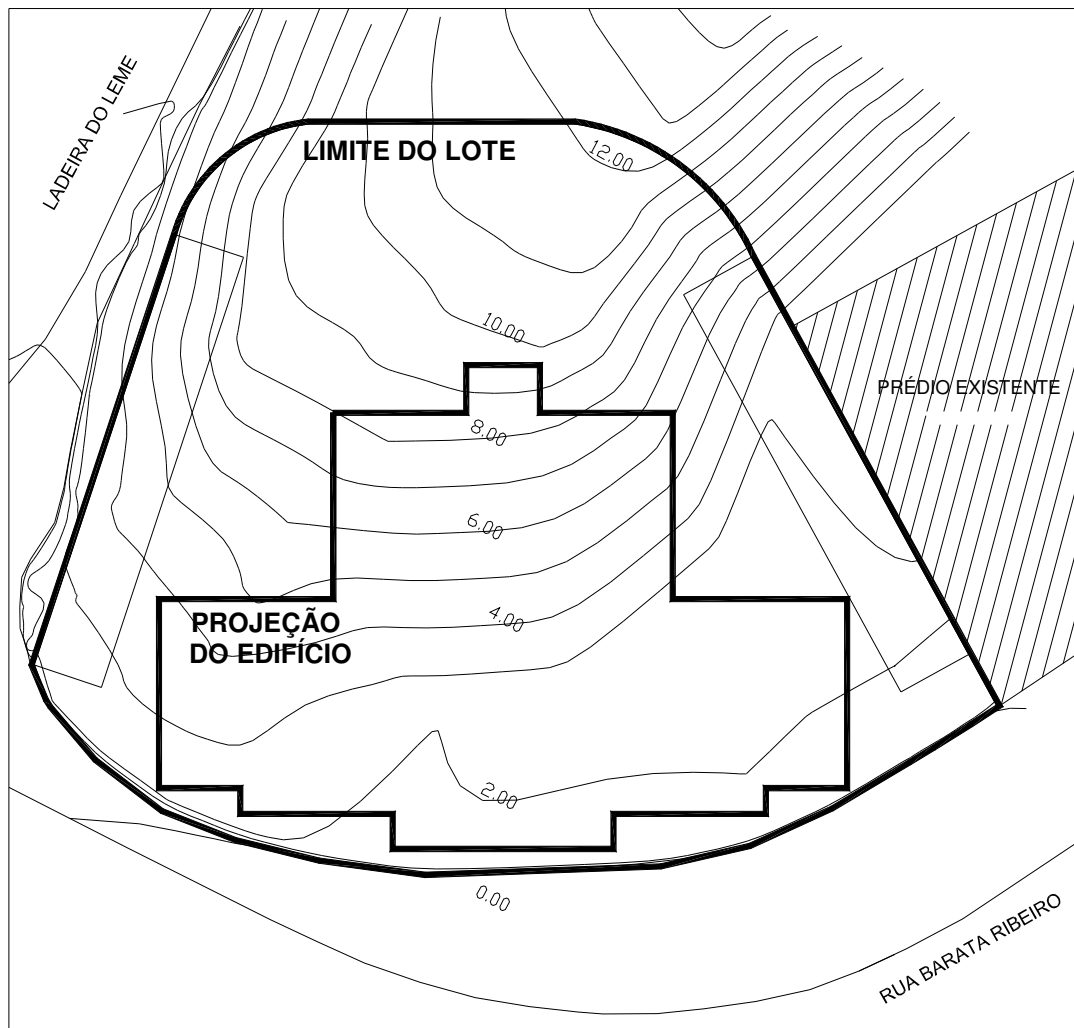 LADEIRA DO LEME
LIMITE DO LOTE
12.00
10.00
PRÉDIO EXISTENTE
8.00
6.00
4.00
PROJEÇÃO
DO EDIFÍCIO
2.00
0.00
RUA BARATA RIBEIRO